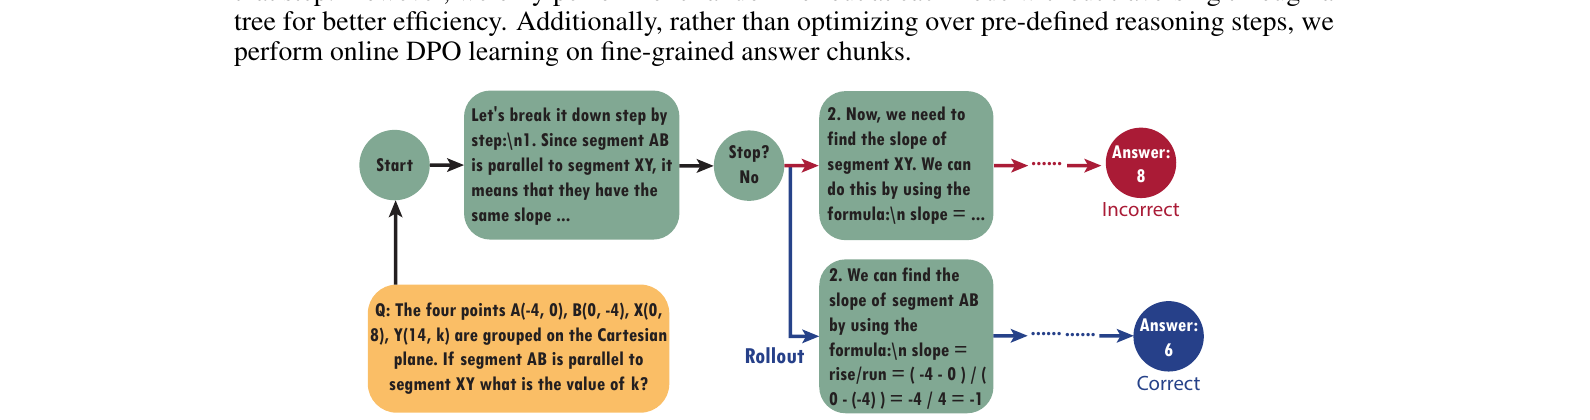 tree for better efficiency. Additionally, rather than optimizing over pre-defined reasoning steps, we
perform online DPO learning on fine-grained answer chunks.
Start
Let's break it down step by
step:\n1. Since segment AB
is parallel to segment XY, it
means that they have the
same slope ...
Stop?
No
2. Now, we need to
find the slope of
segment XY. We can
do this by using the
formula:\n slope = ...
Answer:
8
Incorrect
Q: The four points A(-4, 0), B(0, -4), X(0,
8), Y(14, k) are grouped on the Cartesian
plane. If segment AB is parallel to
segment XY what is the value of k?
Rollout
2. We can find the
slope of segment AB
by using the
formula:\n slope =
rise/run = ( -4 - 0 ) / (
0 - (-4) ) = -4 / 4 = -1
Answer:
6
Correct